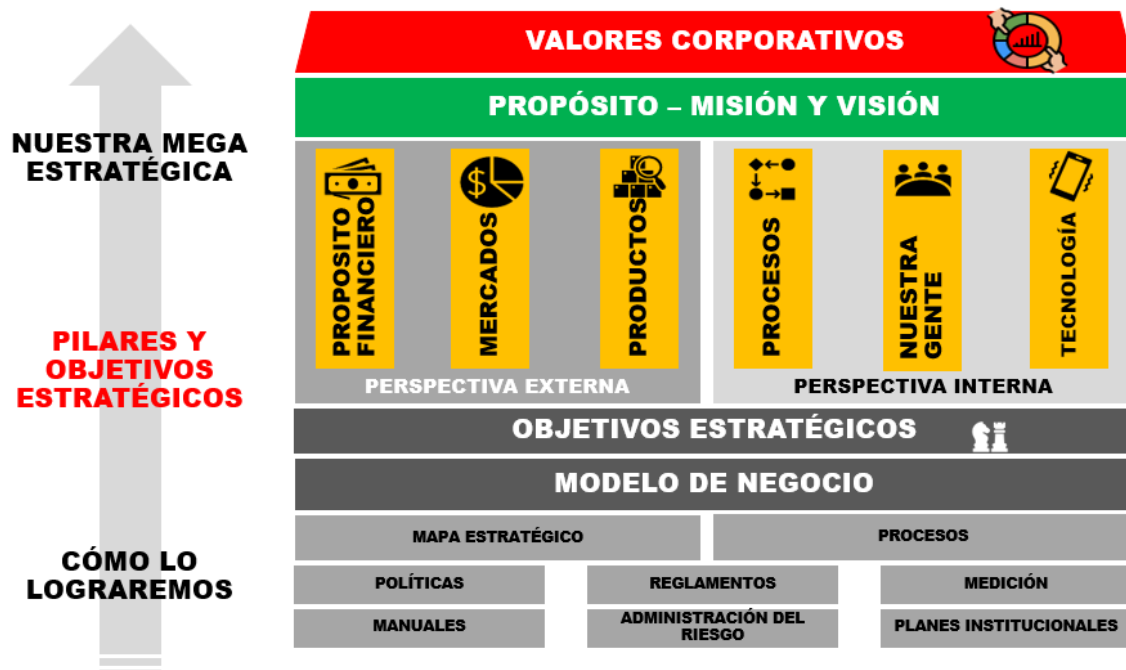 VALORES CORPORATIVOS
PROPÓSITO – MISIÓN Y VISIÓN
NUESTRA MEGA
ESTRATÉGICA
PROPOSITO
FINANCIERO
MERCADOS
PRODUCTOS
PROCESOS
NUESTRA
GENTE
TECNOLOGÍA
PILARES Y
OBJETIVOS
ESTRATÉGICOS
PERSPECTIVA EXTERNA
PERSPECTIVA INTERNA
OBJETIVOS ESTRATÉGICOS
MODELO DE NEGOCIO
CÓMO LO
LOGRAREMOS
MAPA ESTRATÉGICO
PROCESOS
POLÍTICAS
REGLAMENTOS
MEDICIÓN
MANUALES
ADMINISTRACIÓN DEL
RIESGO
PLANES INSTITUCIONALES